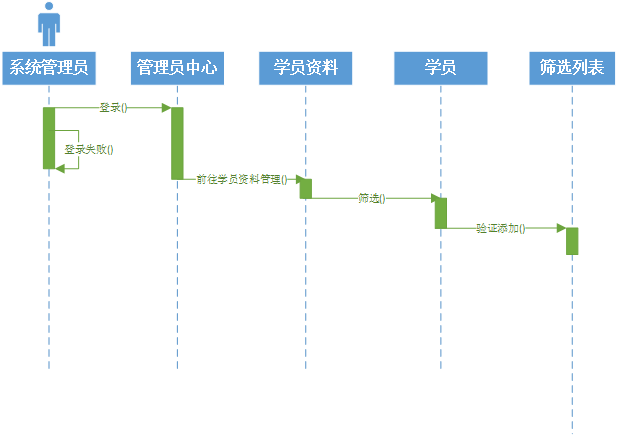 系统管理员
管理员中心
学员资料
学员
筛选列表
登录()
登录失败()
前往学员资料管理()
筛选()
验证添加()